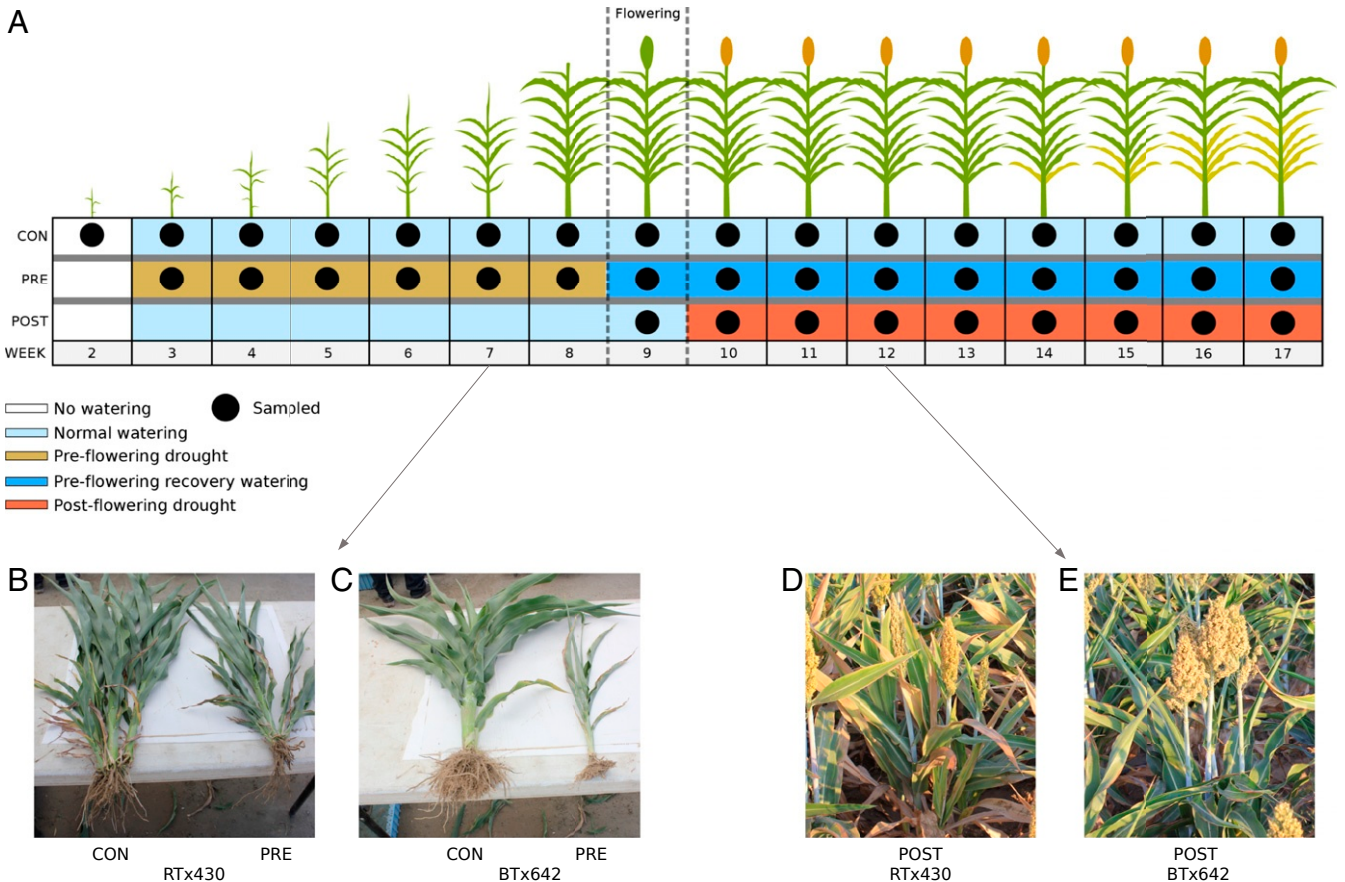 A
Flowering
CON
PRE
POST
WEEK 2 3 4 5 6 7 8 9 10 11 12 13 14 15 16 17
No watering
Sampled
Normal watering
Pre-flowering drought
Pre-flowering recovery watering
Post-flowering drought
B
C
D
E
CON PRE
RTx430
CON PRE
BTx642
POST
RTx430
POST
BTx642